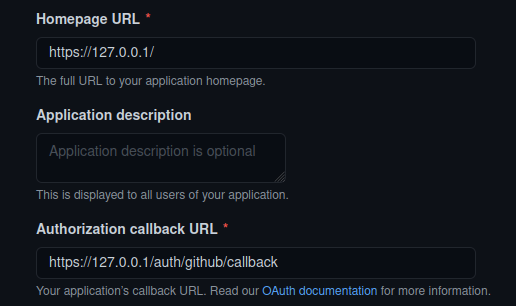 Homepage URL *
https://127.0.0.1/
The full URL to your application homepage.
Application description
Application description is optional
This is displayed to all users of your application.
Authorization callback URL *
https://127.0.0.1/auth/github/callback
Your application's callback URL. Read our OAuth documentation for more information.